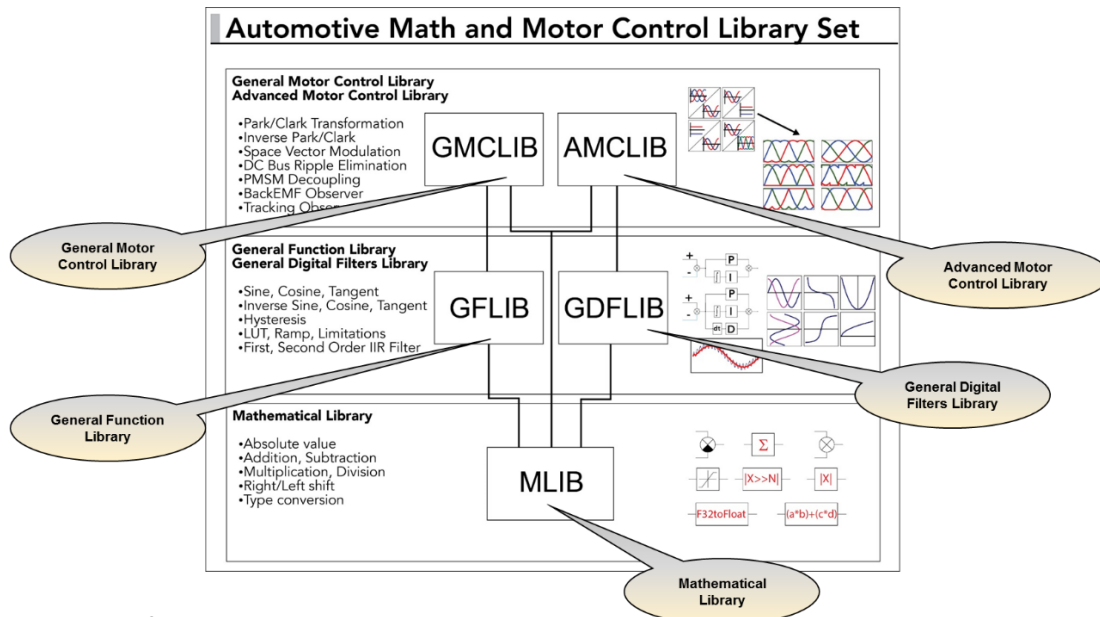 Automotive Math and Motor Control Library Set
General Motor Control Library
Advanced Motor Control Library
•Park/Clark Transformation
•Inverse Park/Clark
•Space Vector Modulation
•DC Bus Ripple Elimination
•PMSM Decoupling
•BackEMF Observer
•Tracking Obse
GMCLIB
AMCLIB
General Motor
Control Library
Advanced Motor
Control Library
General Function Library
General Digital Filters Library
•Sine, Cosine, Tangent
•Inverse Sine, Cosine, Tangent
•Hysteresis
•LUT, Ramp, Limitations
•First, Second Order IIR Filter
GFLIB
GDFLIB
+
-
P
I
+
-
P
I
dt
D
General Function
Library
General Digital
Filters Library
Mathematical Library
•Absolute value
•Addition, Subtraction
•Multiplication, Division
•Right/Left shift
•Type conversion
MLIB
Σ
|X>>N|
|X|
F32toFloat
(a*b)+(c*d)
Mathematical
Library